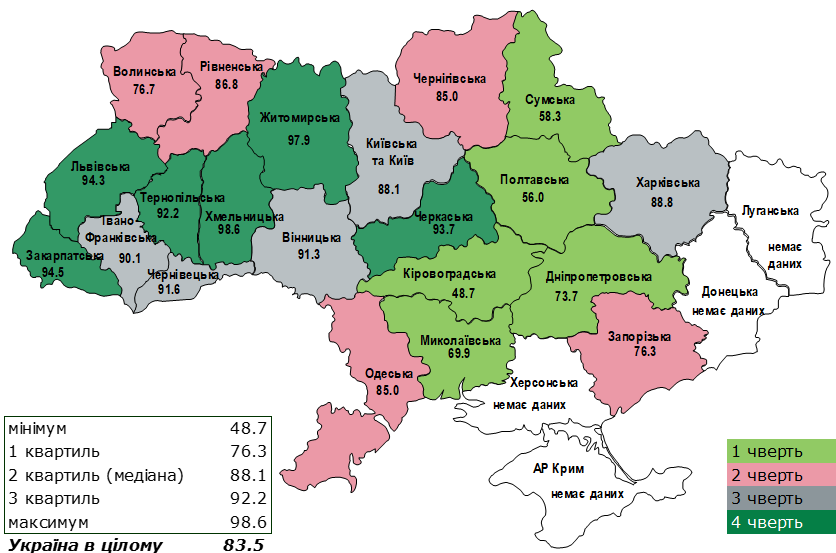 Волинська
76.7
Рівненська
86.8
Житомирська
97.9
Київська
та Київ
88.1
Чернігівська
85.0
Сумська
58.3
Львівська
94.3
Тернопільська
92.2
Хмельницька
98.6
Івано-
Франківська
90.1
Закарпатська
94.5
Чернівецька
91.6
Вінницька
91.3
Черкаська
93.7
Полтавська
56.0
Харківська
88.8
Луганська
немає
даних
Донецька
немає даних
Кіровоградська
48.7
Дніпропетровська
73.7
Запорізька
76.3
Миколаївська
69.9
Одеська
85.0
Херсонська
немає даних
АР Крим
немає даних
мінімум 48.7
1 квартиль 76.3
2 квартиль (медіана) 88.1
3 квартиль 92.2
максимум 98.6
Україна в цілому 83.5
1 чверть
2 чверть
3 чверть
4 чверть